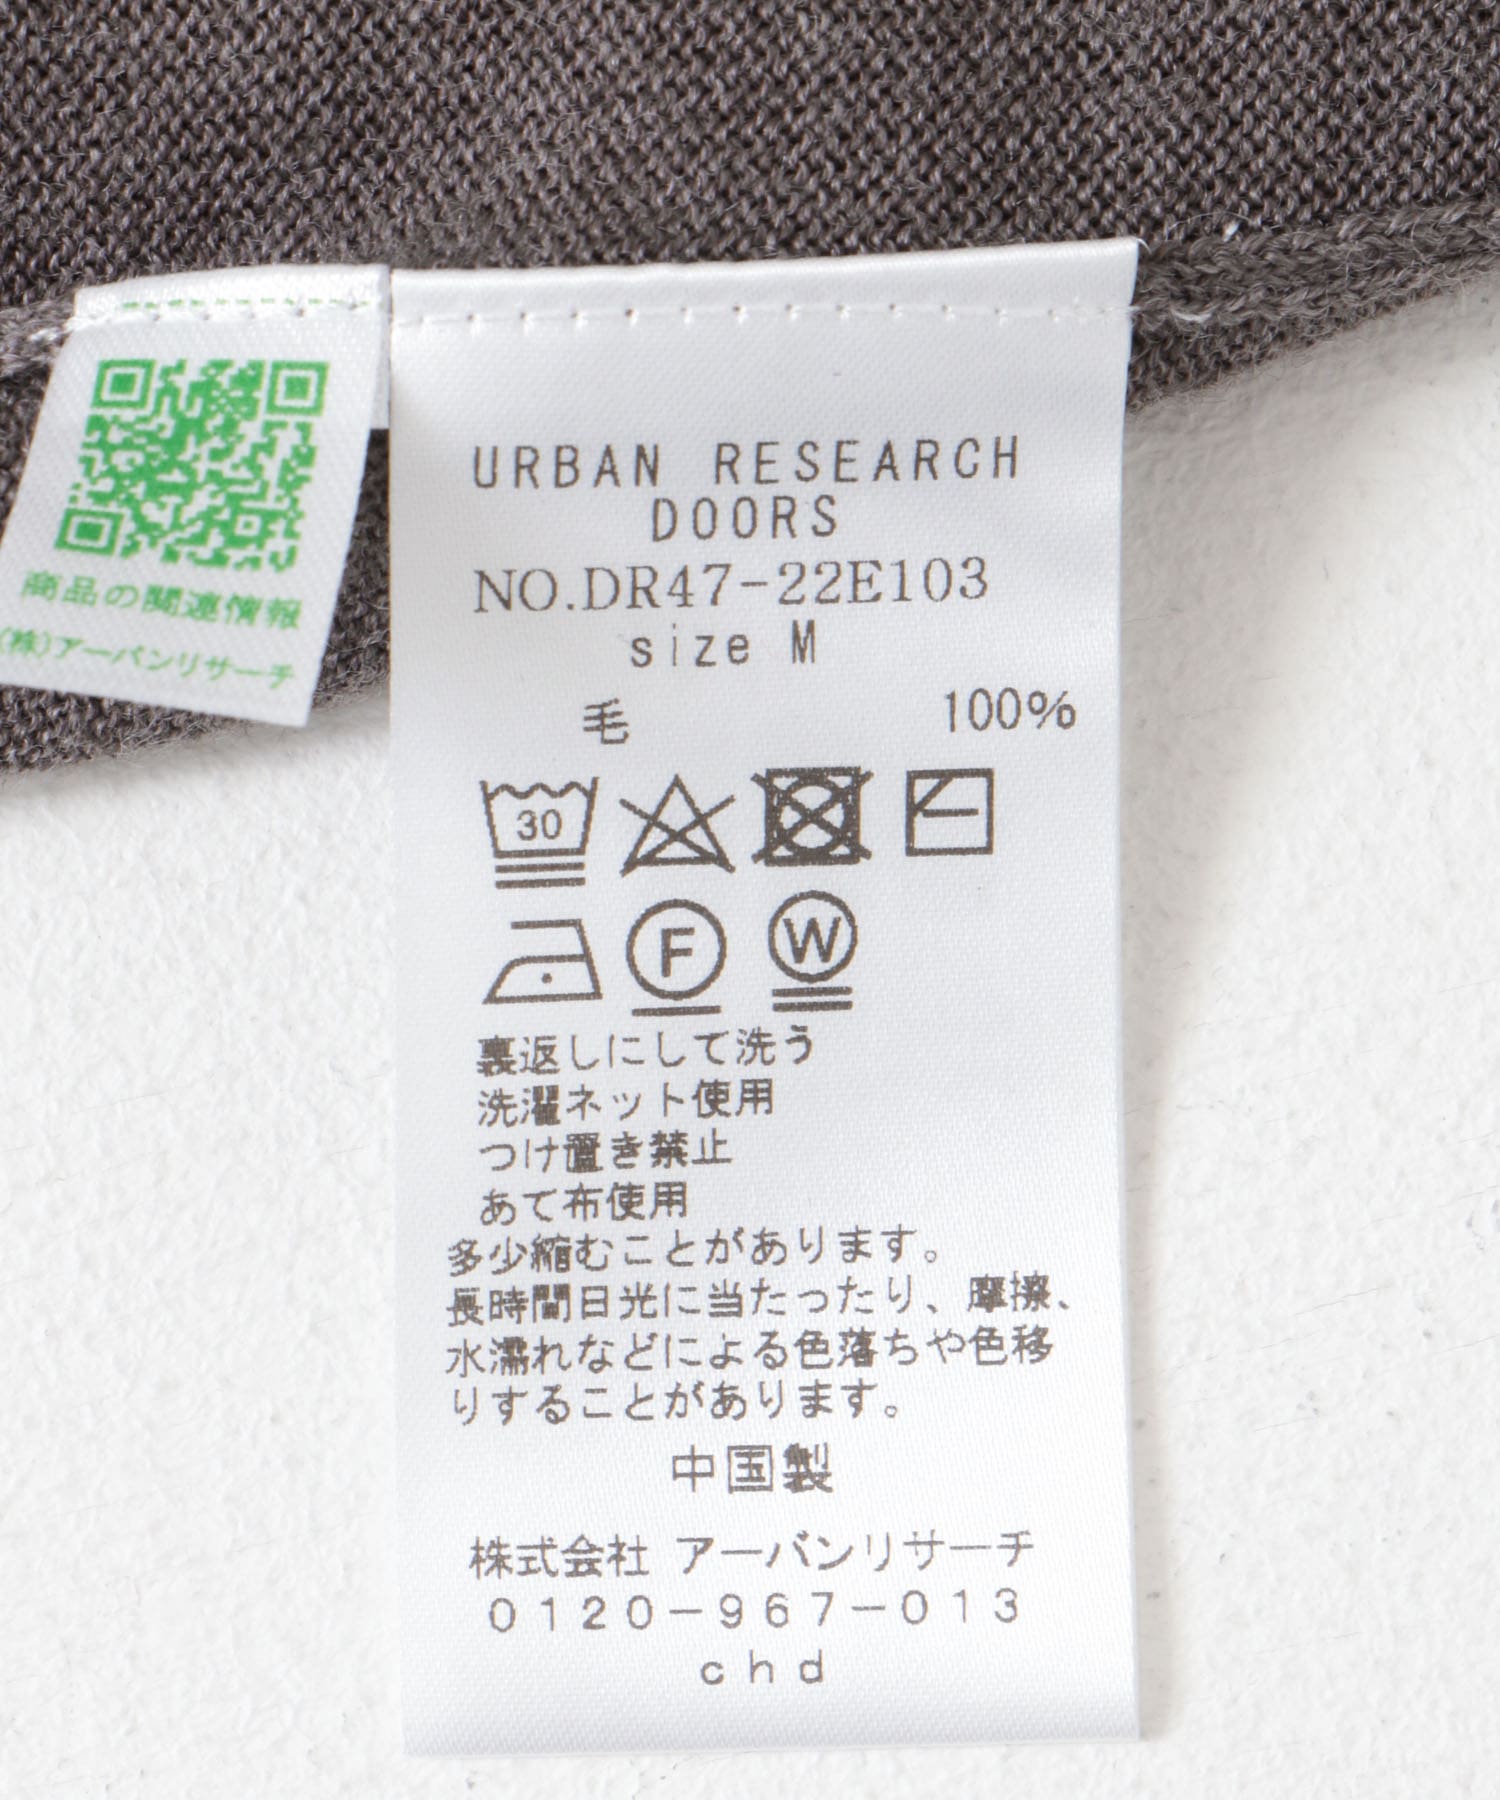 商品の関連情報
(株)アーバンリサーチ
URBAN RESEARCH
DOORS
NO.DR47-22E103
size M
毛 100%
30
F W
裏返しにして洗う
洗濯ネット使用
つけ置き禁止
あて布使用
多少縮むことがあります。
長時間日光に当たったり、摩擦、
水濡れなどによる色落ちや色移
りすることがあります。
中国製
株式会社 アーバンリサーチ
0120-967-013
chd